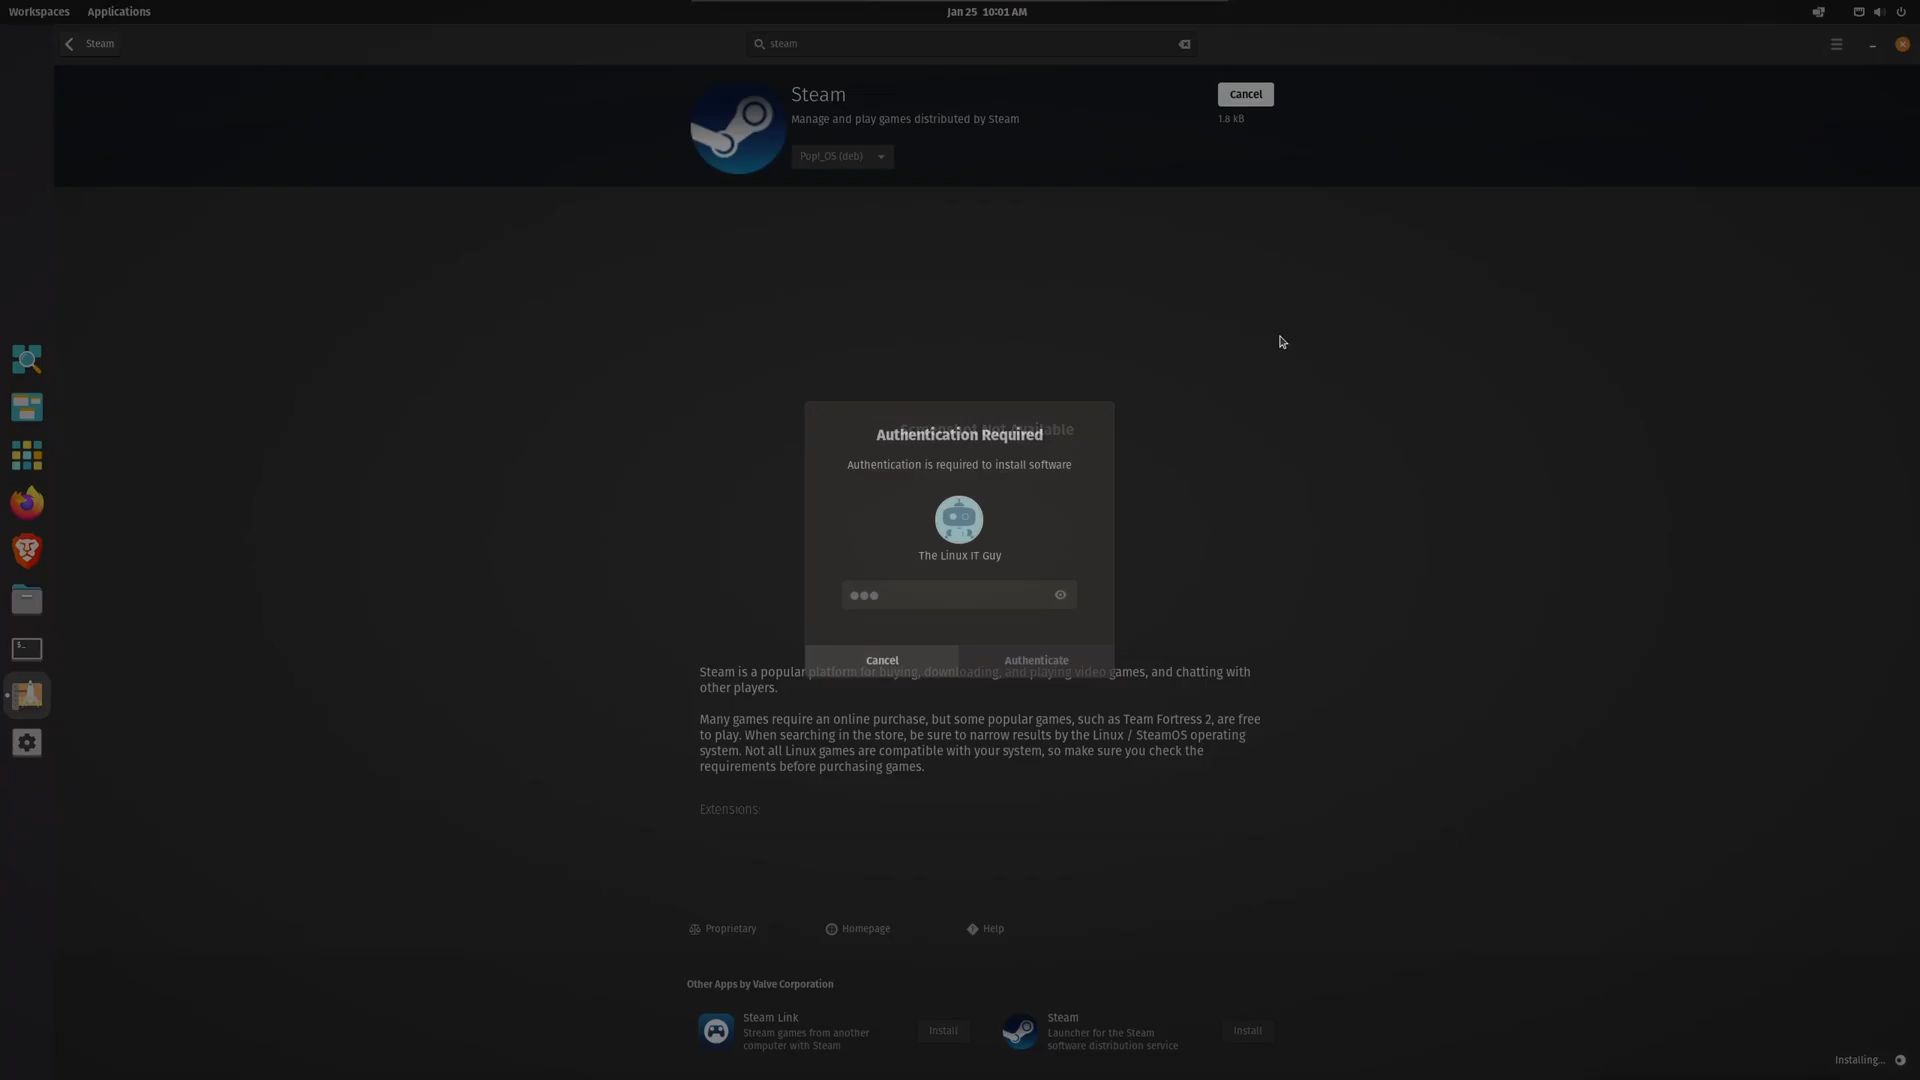 Workspaces Applications Jan 25 10:01 AM
Steam
steam
Steam
Cancel
Manage and play games distributed by Steam
1.8 kB
Pop!_OS (deb)
Screenshot Not Available
Authentication Required
Authentication is required to install software
The Linux IT Guy
Cancel Authenticate
Steam is a popular platform for buying, downloading, and playing video games, and chatting with
other players.
Many games require an online purchase, but some popular games, such as Team Fortress 2, are free
to play. When searching in the store, be sure to narrow results by the Linux / SteamOS operating
system. Not all Linux games are compatible with your system, so make sure you check the
requirements before purchasing games.
Extensions:
Proprietary Homepage Help
Other Apps by Valve Corporation
Steam Link
Stream games from another
computer with Steam
Install
Steam
Launcher for the Steam
software distribution service
Install
Installing...